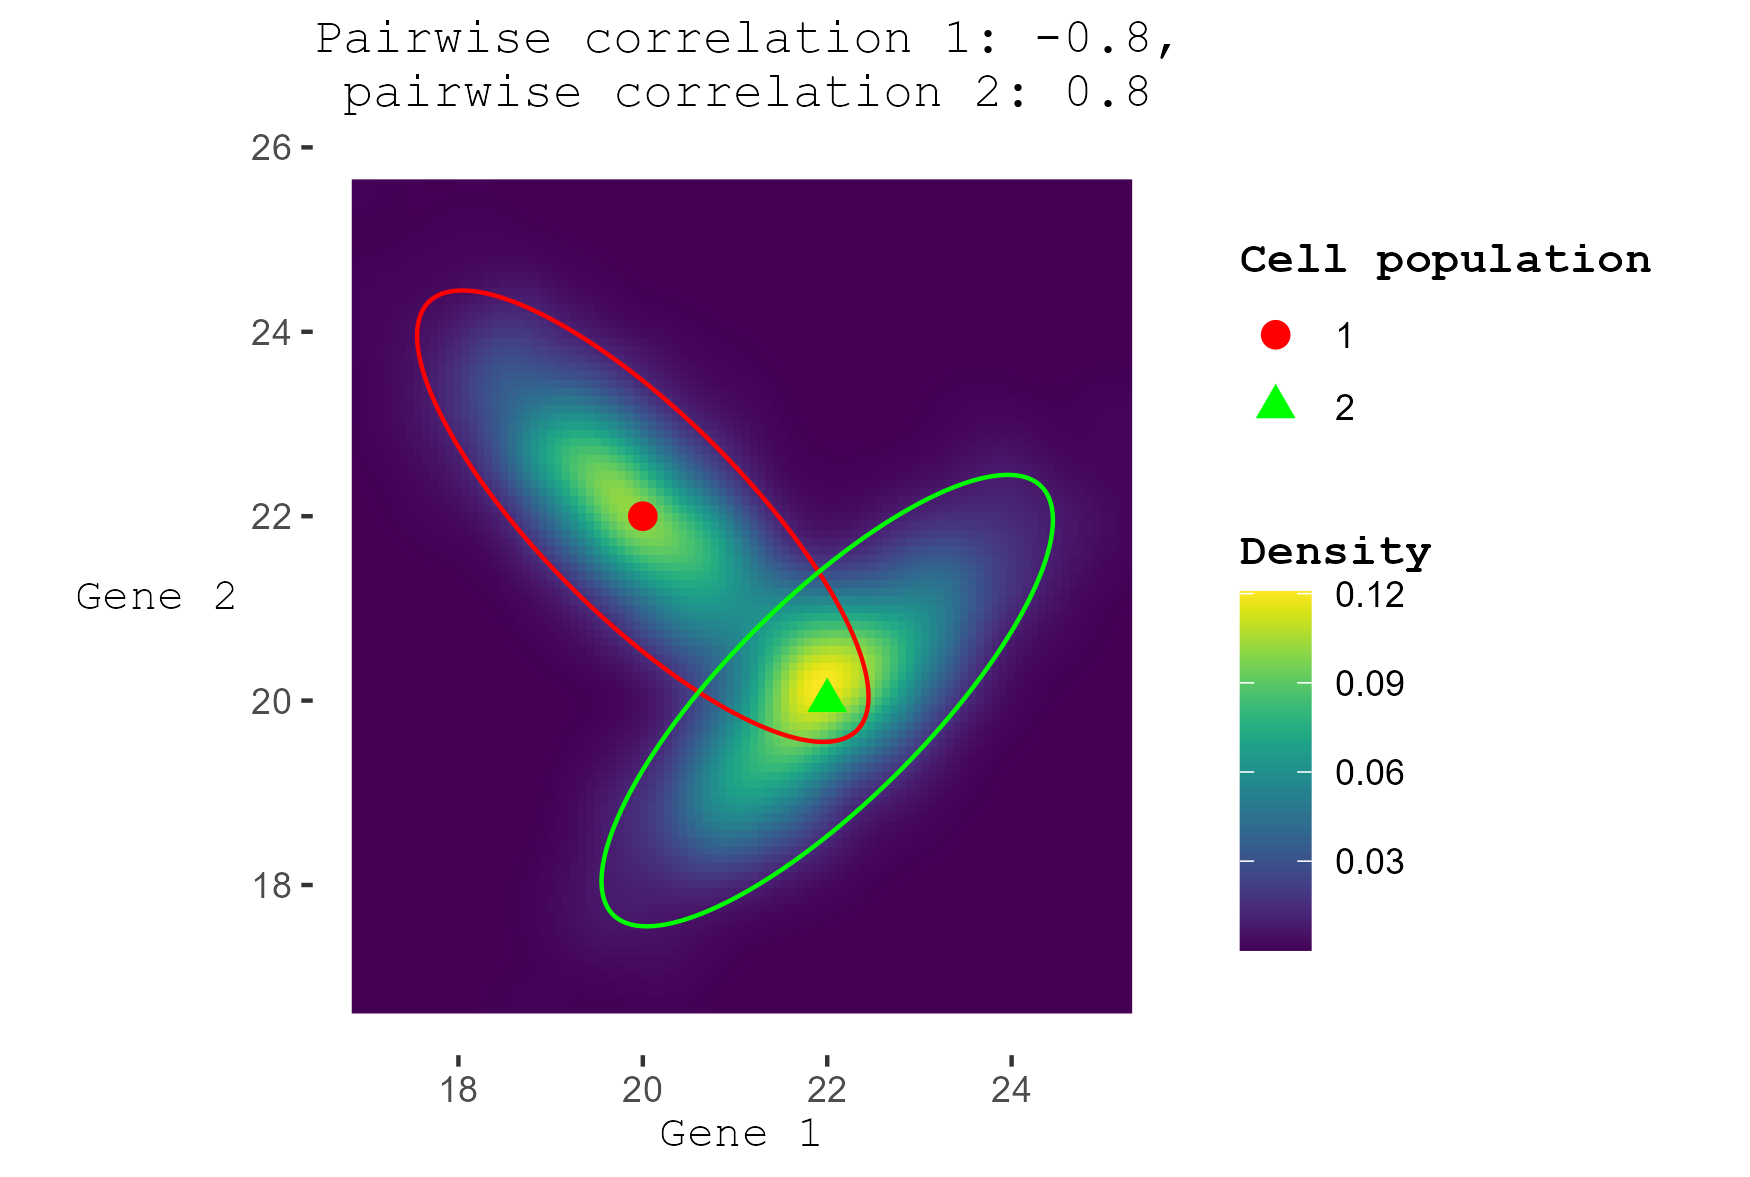 Pairwise correlation 1: -0.8,
pairwise correlation 2: 0.8
26
24
22
20
18
Gene 2
18 20 22 24
Gene 1
Cell population
1
2
Density
0.12
0.09
0.06
0.03